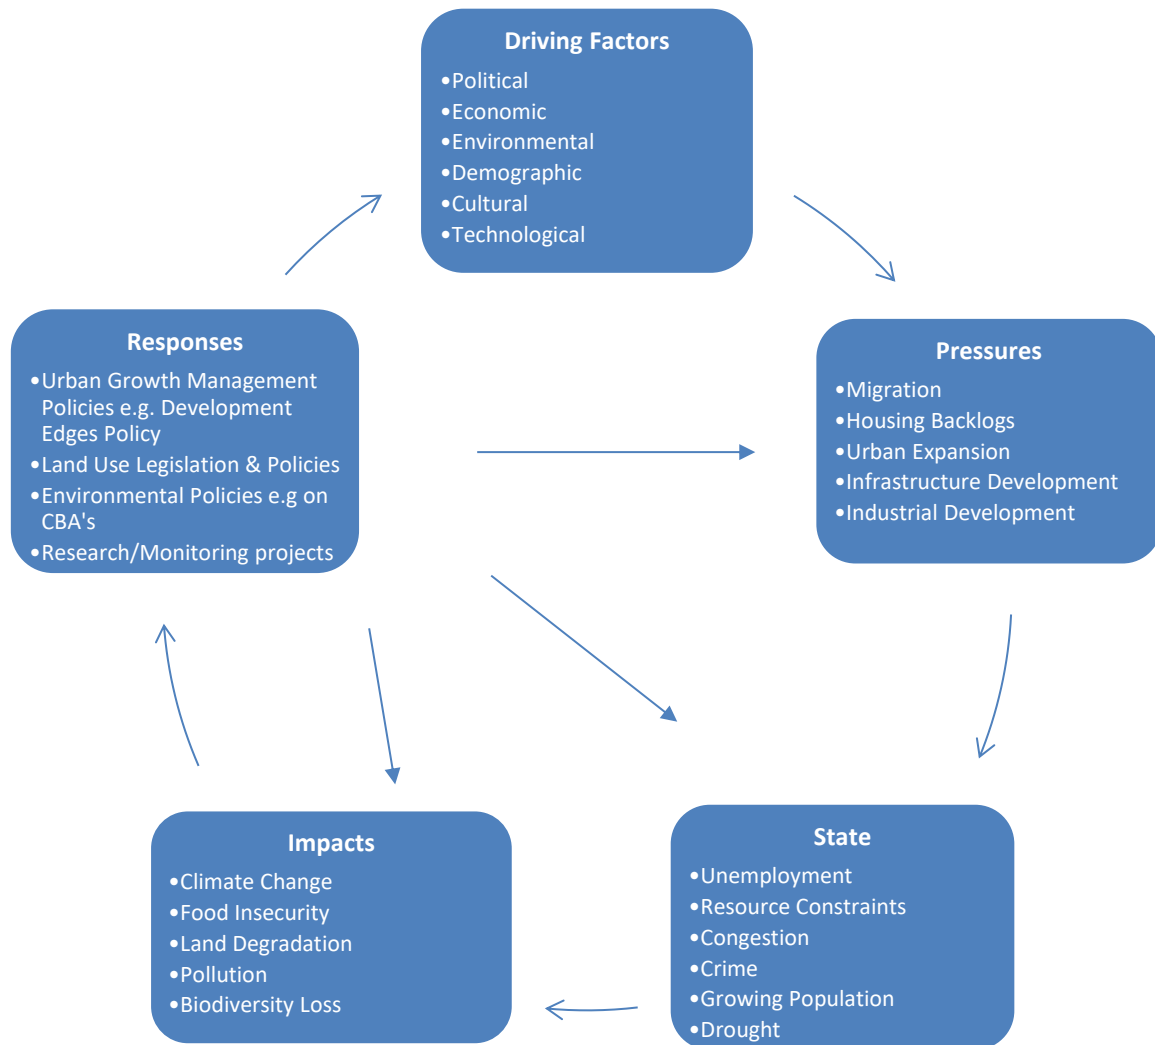 Driving Factors
•Political
•Economic
•Environmental
•Demographic
•Cultural
•Technological
Responses
•Urban Growth Management
Policies e.g. Development
Edges Policy
•Land Use Legislation & Policies
•Environmental Policies e.g on
CBA's
•Research/Monitoring projects
Pressures
•Migration
•Housing Backlogs
•Urban Expansion
•Infrastructure Development
•Industrial Development
Impacts
•Climate Change
•Food Insecurity
•Land Degradation
•Pollution
•Biodiversity Loss
State
•Unemployment
•Resource Constraints
•Congestion
•Crime
•Growing Population
•Drought